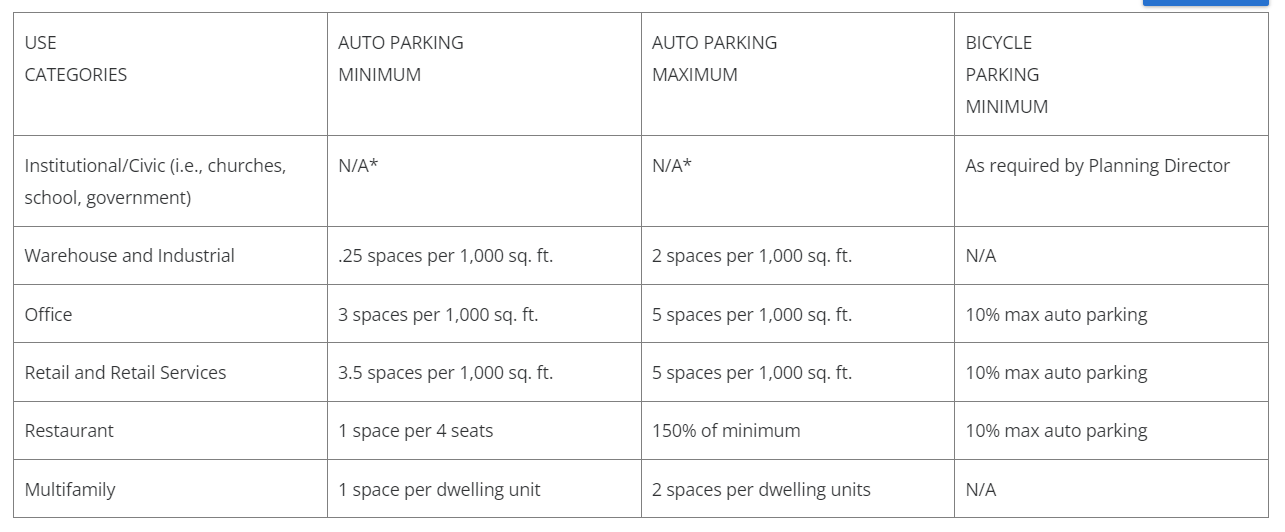 USE
CATEGORIES
AUTO PARKING
MINIMUM
AUTO PARKING
MAXIMUM
BICYCLE
PARKING
MINIMUM
Institutional/Civic (i.e., churches,
school, government)
N/A*
N/A*
As required by Planning Director
Warehouse and Industrial
.25 spaces per 1,000 sq. ft.
2 spaces per 1,000 sq. ft.
N/A
Office
3 spaces per 1,000 sq. ft.
5 spaces per 1,000 sq. ft.
10% max auto parking
Retail and Retail Services
3.5 spaces per 1,000 sq. ft.
5 spaces per 1,000 sq. ft.
10% max auto parking
Restaurant
1 space per 4 seats
150% of minimum
10% max auto parking
Multifamily
1 space per dwelling unit
2 spaces per dwelling units
N/A